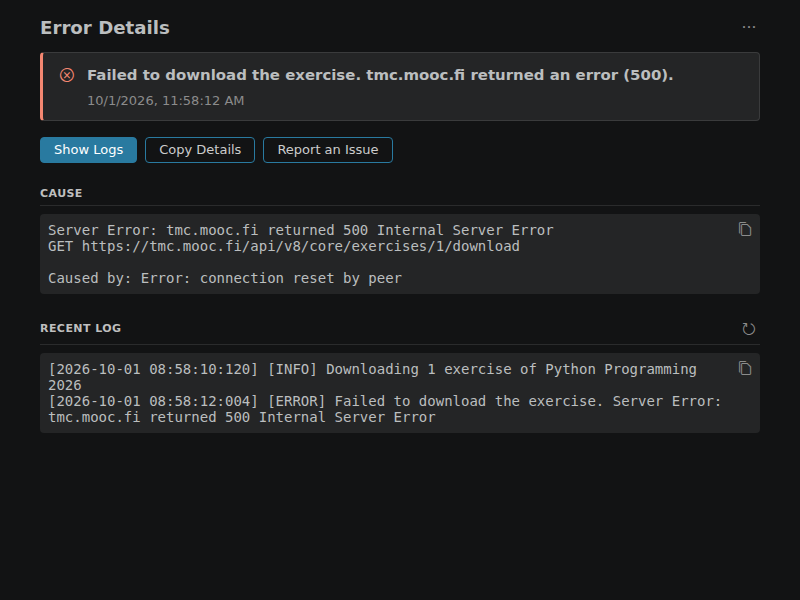 Error Details
Failed to download the exercise. tmc.mooc.fi returned an error (500).
10/1/2026, 11:58:12 AM
Show Logs
Copy Details
Report an Issue
CAUSE
Server Error: tmc.mooc.fi returned 500 Internal Server Error
GET https://tmc.mooc.fi/api/v8/core/exercises/1/download
Caused by: Error: connection reset by peer
RECENT LOG
[2026-10-01 08:58:10:120] [INFO] Downloading 1 exercise of Python Programming
2026
[2026-10-01 08:58:12:004] [ERROR] Failed to download the exercise. Server Error:
tmc.mooc.fi returned 500 Internal Server Error